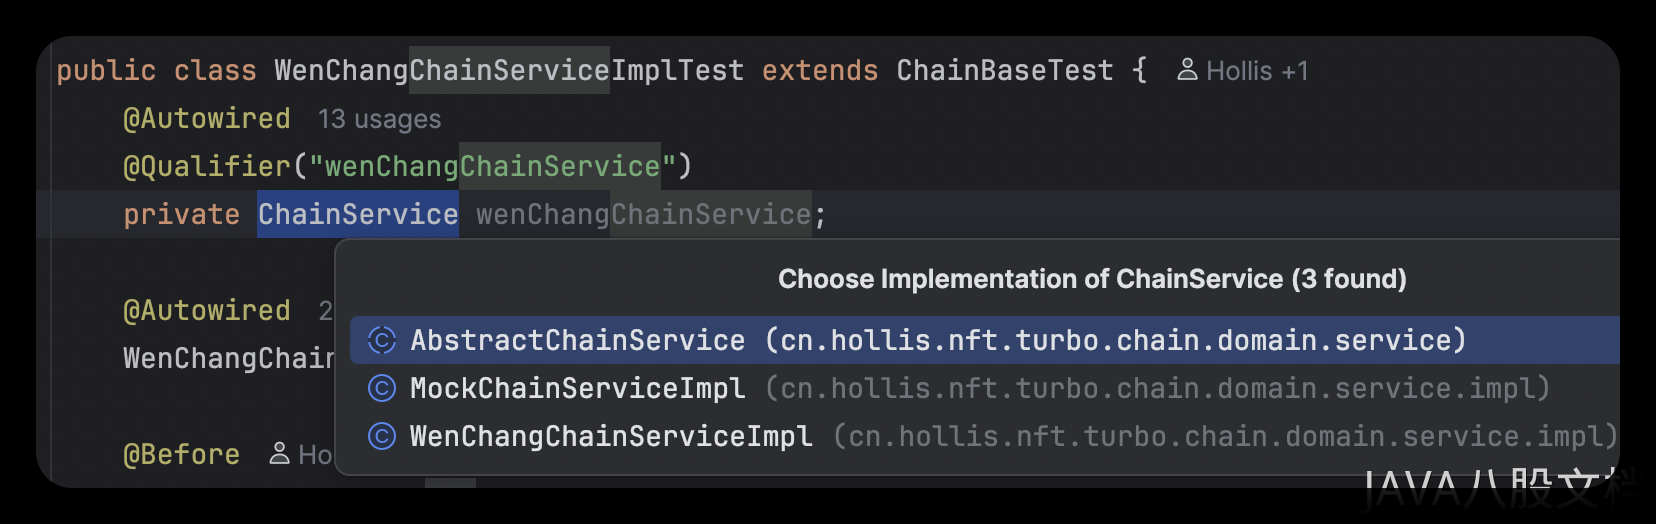 public class WenChangChainServiceImplTest extends ChainBaseTest { Hollis +1
@Autowired 13 usages
@Qualifier("wenChangChainService")
private ChainService wenChangChainService;
Choose Implementation of ChainService (3 found)
@Autowired 2
AbstractChainService (cn.hollis.nft.turbo.chain.domain.service)
WenChangChain
MockChainServiceImpl (cn.hollis.nft.turbo.chain.domain.service.impl)
WenChangChainServiceImpl (cn.hollis.nft.turbo.chain.domain.service.impl)
@Before Ho
JAVA八股文档